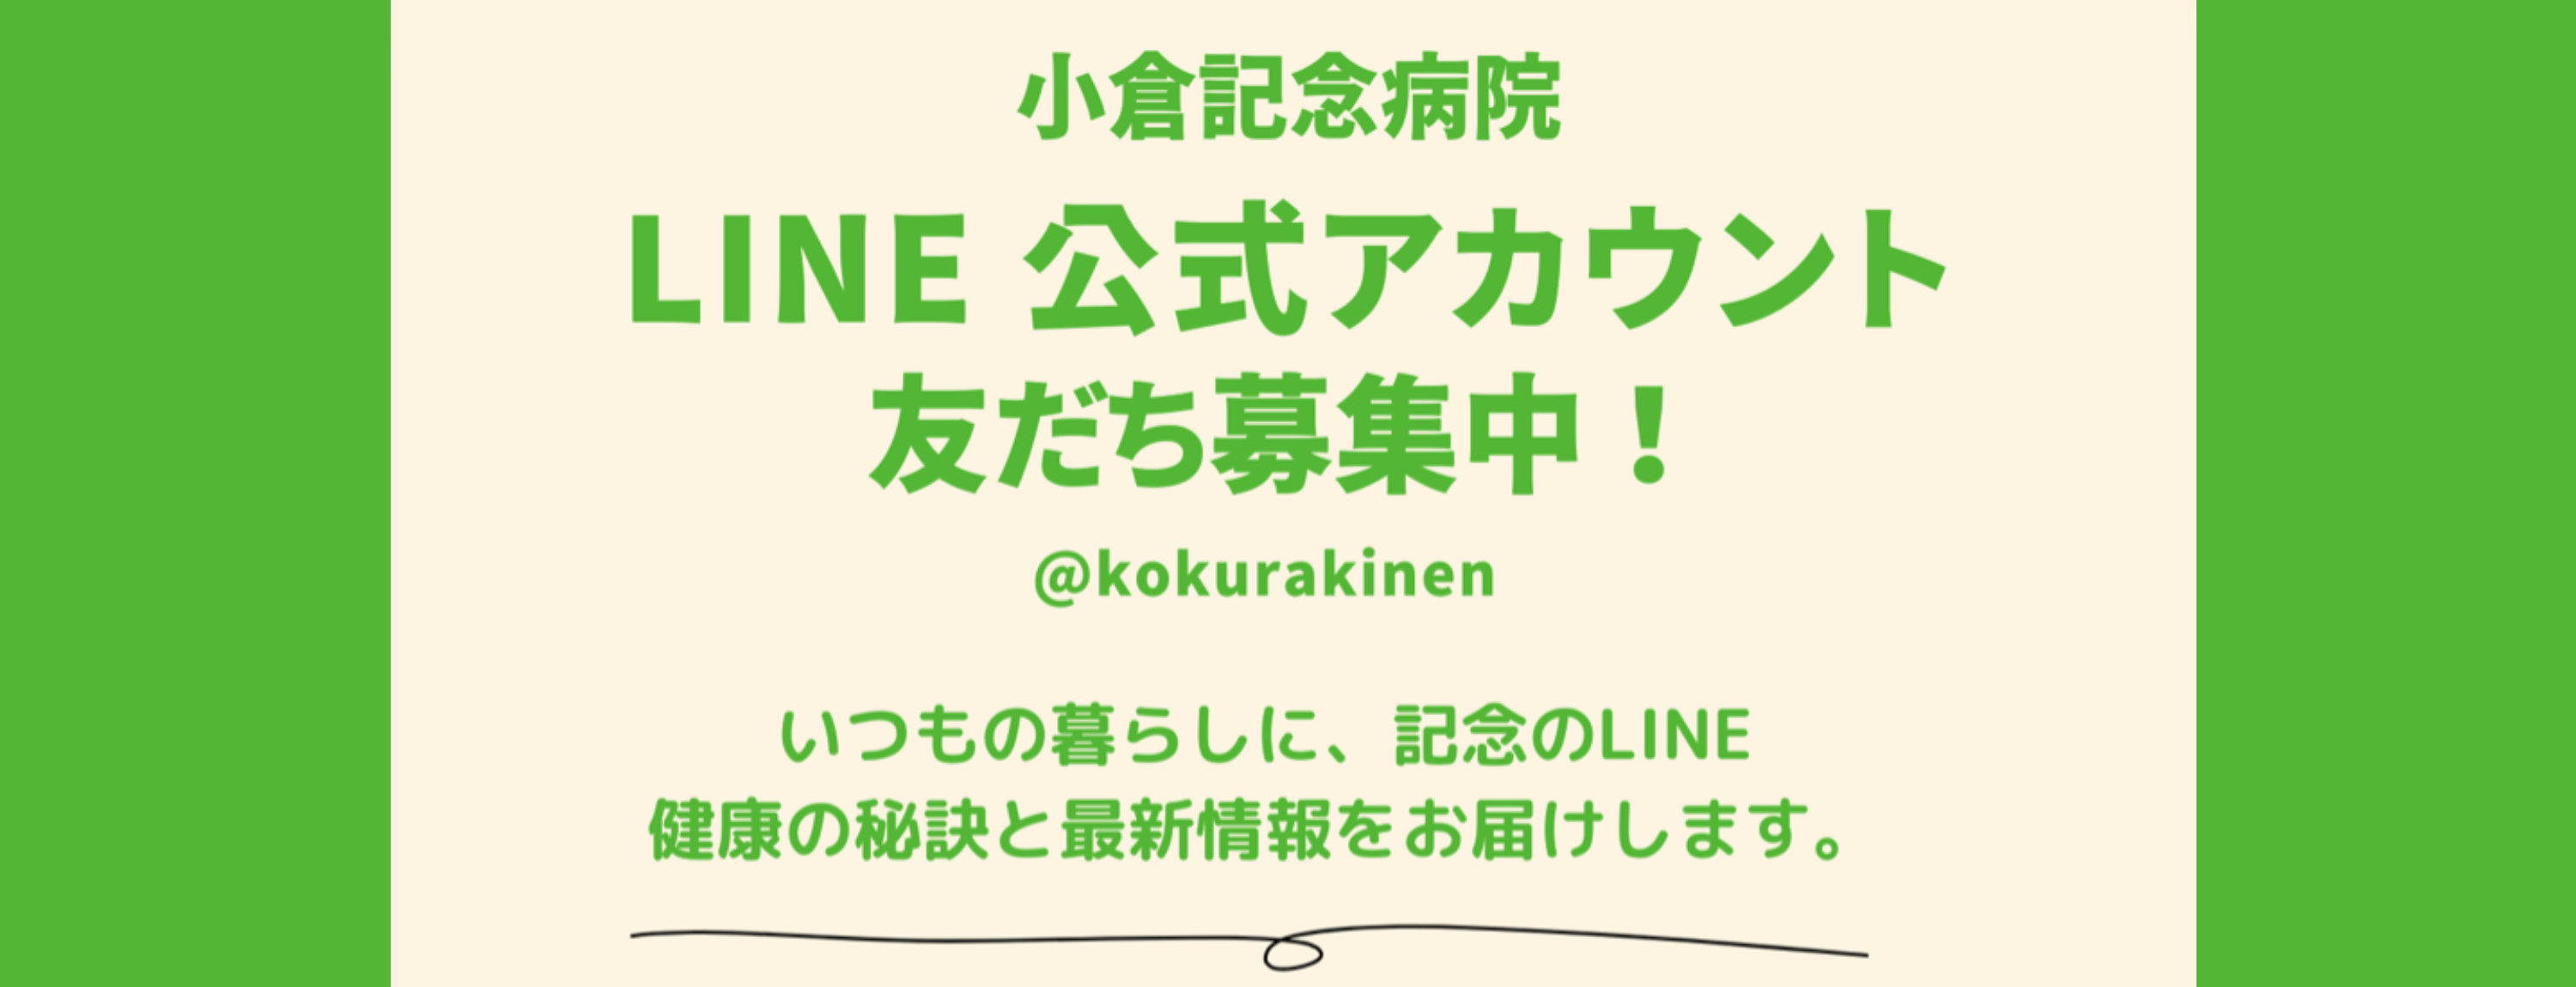 小倉記念病院
LINE 公式アカウント
友だち募集中！
@kokurakinen
いつもの暮らしに、記念のLINE
健康の秘訣と最新情報をお届けします。